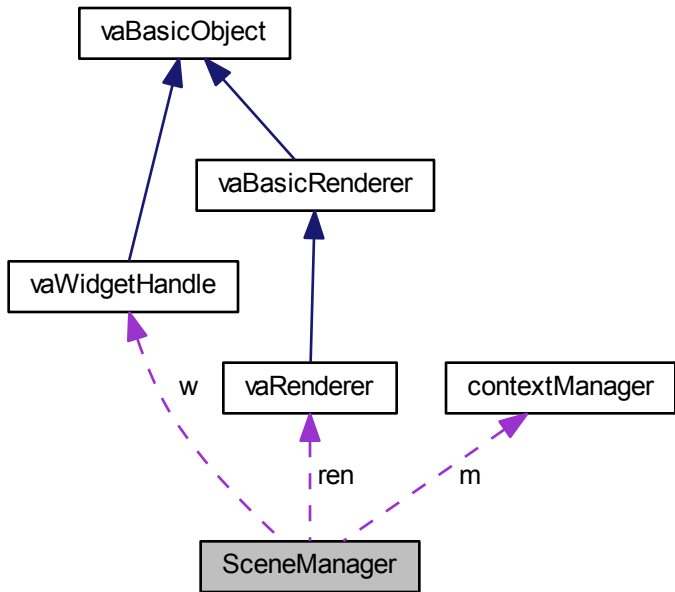 vaBasicObject
vaBasicRenderer
vaWidgetHandle
vaRenderer
contextManager
w
ren
m
SceneManager